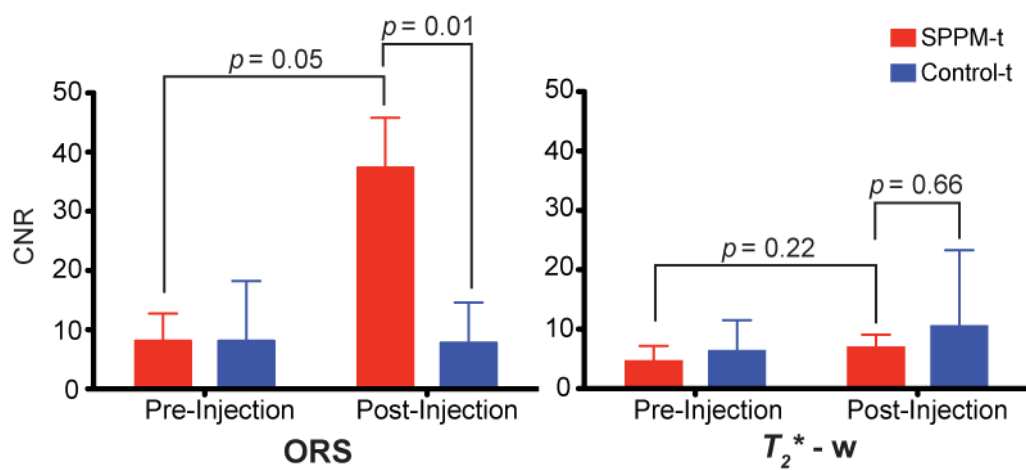 SPPM-t
Control-t
p = 0.05
p = 0.01
CNR
50
40
30
20
10
0
Pre-Injection
Post-Injection
ORS
p = 0.22
p = 0.66
50
40
30
20
10
0
Pre-Injection
Post-Injection
T₂* - w